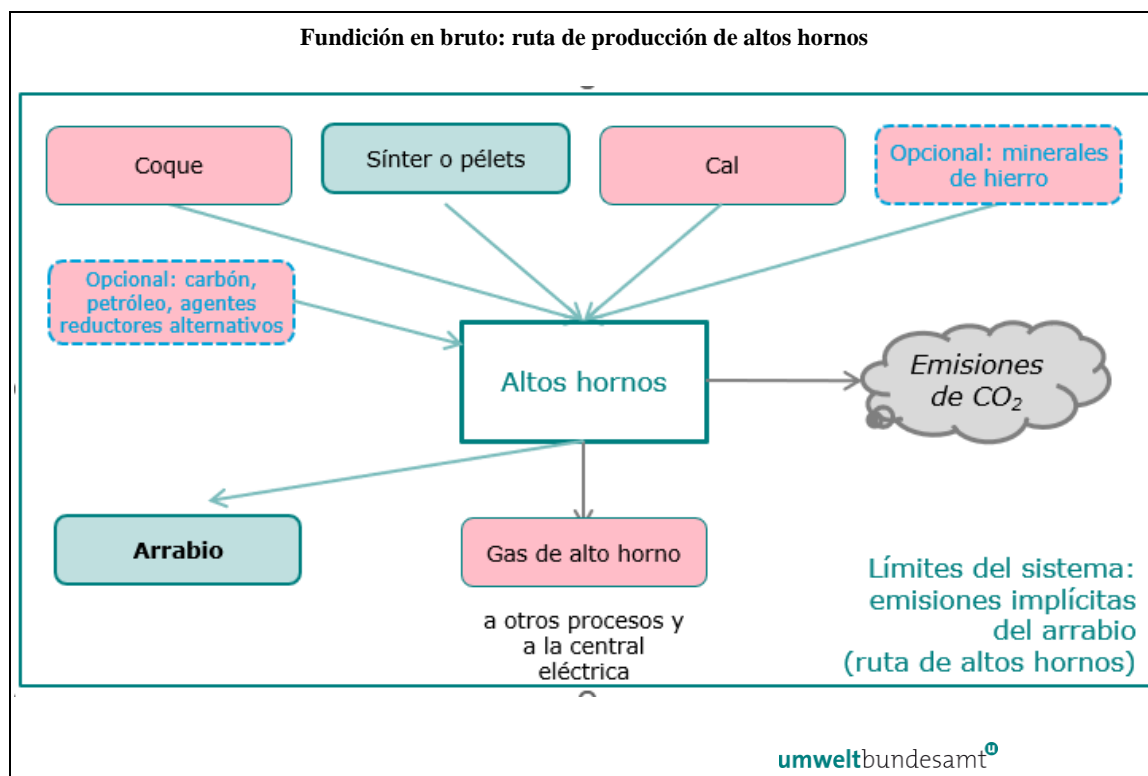 Fundición en bruto: ruta de producción de altos hornos
Coque
Sínter o pélets
Cal
Opcional: minerales
de hierro
Opcional: carbón,
petróleo, agentes
reductores alternativos
Altos hornos
Emisiones
de CO₂
Arrabio
Gas de alto horno
a otros procesos y
a la central
eléctrica
Límites del sistema:
emisiones implícitas
del arrabio
(ruta de altos hornos)
umweltbundesamt